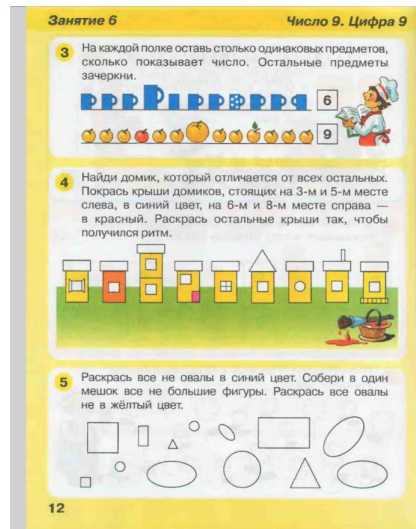 Занятие 6
Число 9. Цифра 9
3
На каждой полке оставь столько одинаковых предметов,
сколько показывает число. Остальные предметы
зачеркни.
6
9
4
Найди домик, который отличается от всех остальных.
Покрась крыши домиков, стоящих на 3-м и 5-м месте
слева, в синий цвет, на 6-м и 8-м месте справа —
в красный. Раскрась остальные крыши так, чтобы
получился ритм.
5
Раскрась все не овалы в синий цвет. Собери в один
мешок все не большие фигуры. Раскрась все овалы
не в жёлтый цвет.
12